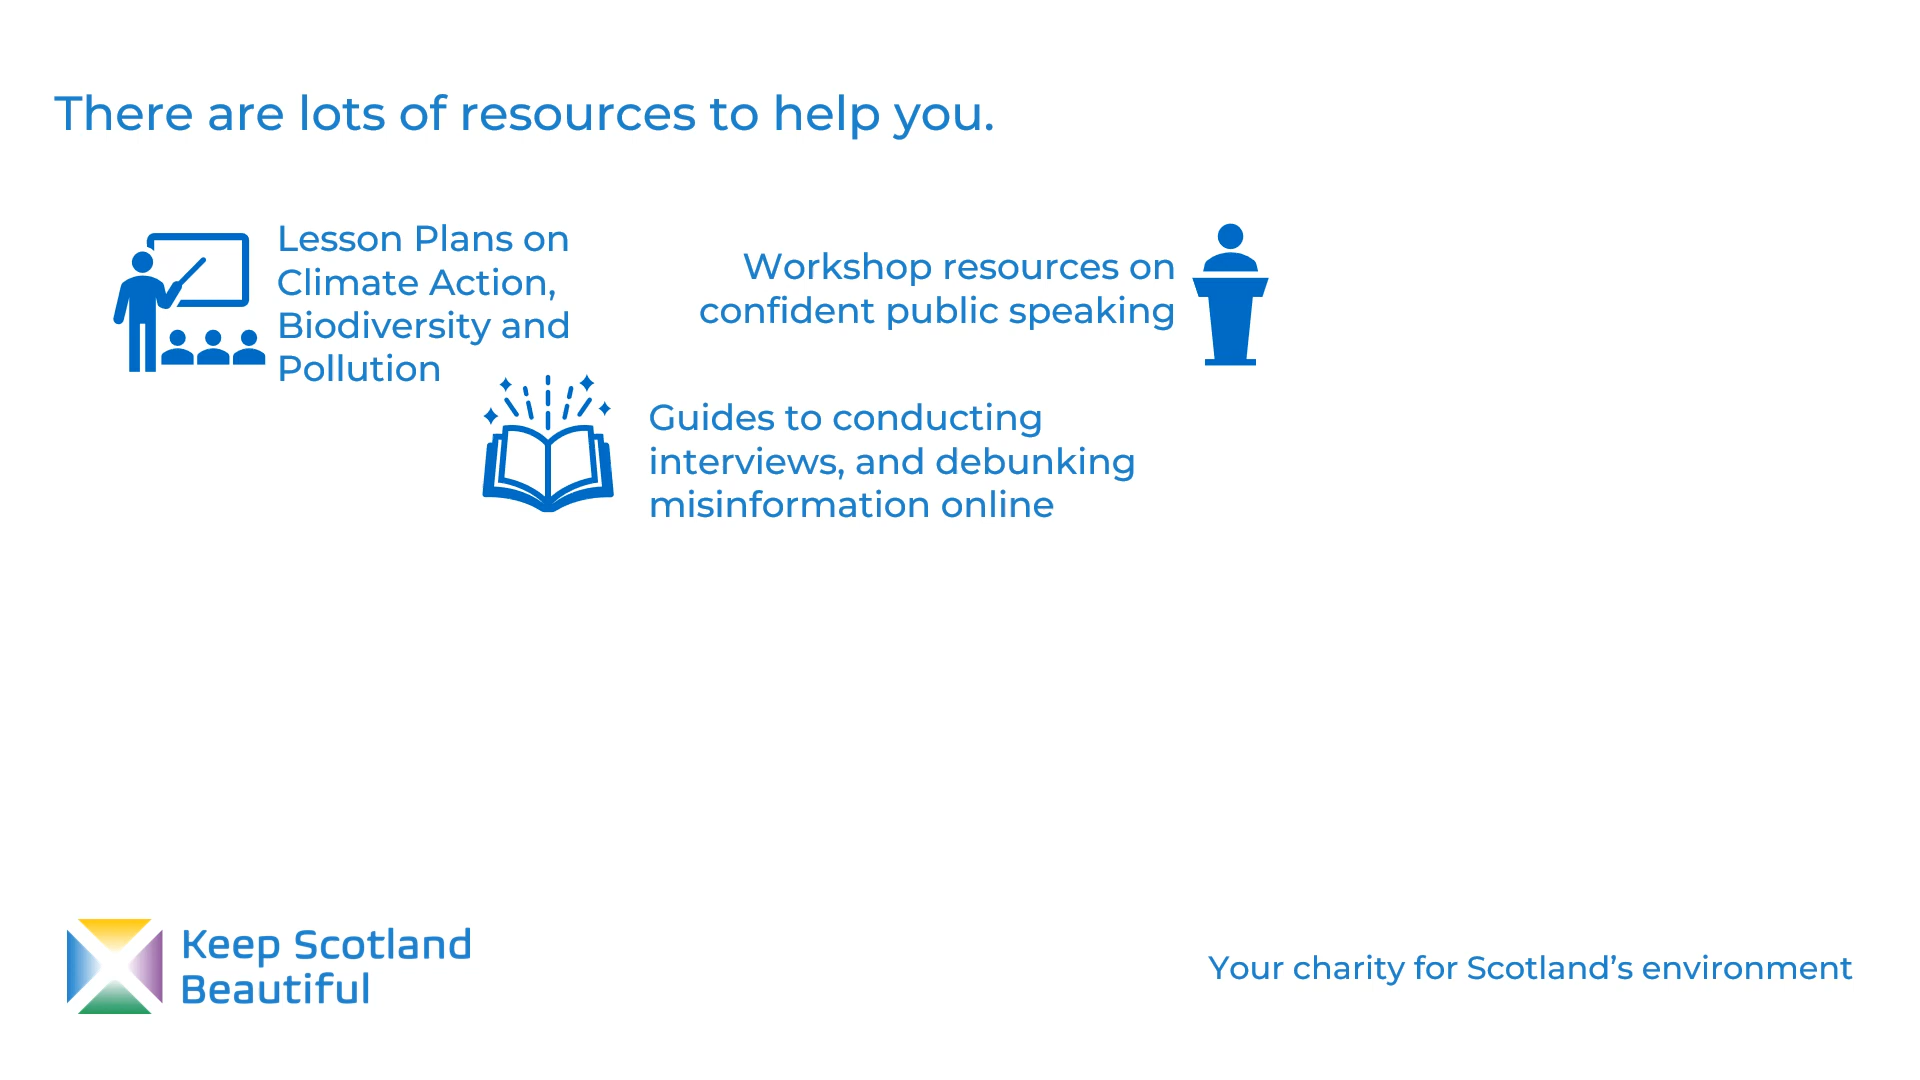 There are lots of resources to help you.
Lesson Plans on
Climate Action,
Biodiversity and
Pollution
Workshop resources on
confident public speaking
Guides to conducting
interviews, and debunking
misinformation online
Keep Scotland
Beautiful
Your charity for Scotland’s environment